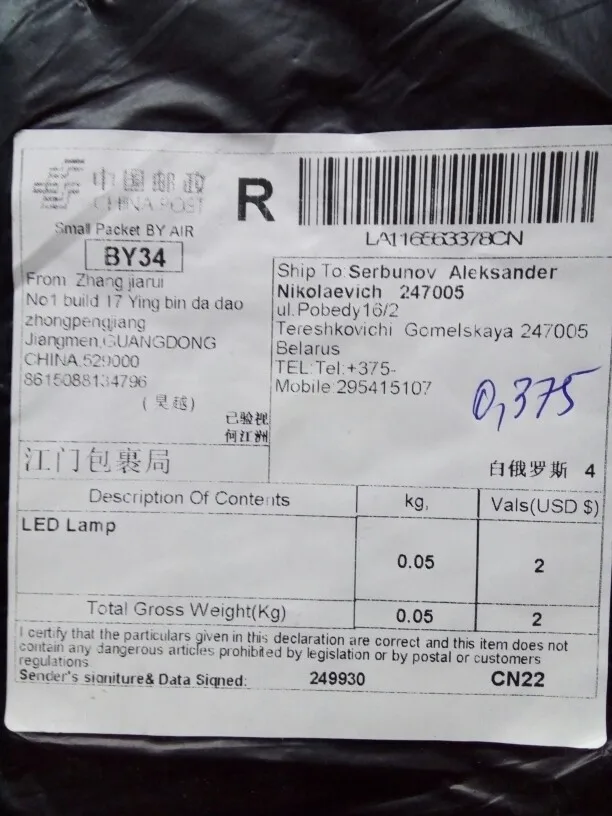 中国邮政
CHINA POST
R
Small Packet BY AIR
LA116563378CN
BY34
From Zhang jiarui
No1 build 17 Ying bin da dao
zhongpengjiang
Jiangmen,GUANGDONG
CHINA.529000
8615088134796
(昊越)
已验视
何江洲
江门包裹局
Ship To Serbunov Aleksander
Nikolaevich 247005
ul.Pobedy16/2
Tereshkovichi Gomelskaya 247005
Belarus
TEL:Tel:+375-
Mobile:295415107
0,375
白俄罗斯 4
Description Of Contents kg, Vals(USD $)
LED Lamp
0.05 2
Total Gross Weight(Kg) 0.05 2
I certify that the particulars given in this declaration are correct and this item does not
contain any dangerous articles prohibited by legislation or by postal or customers
regulations
Sender's signiture& Data Signed: 249930 CN22